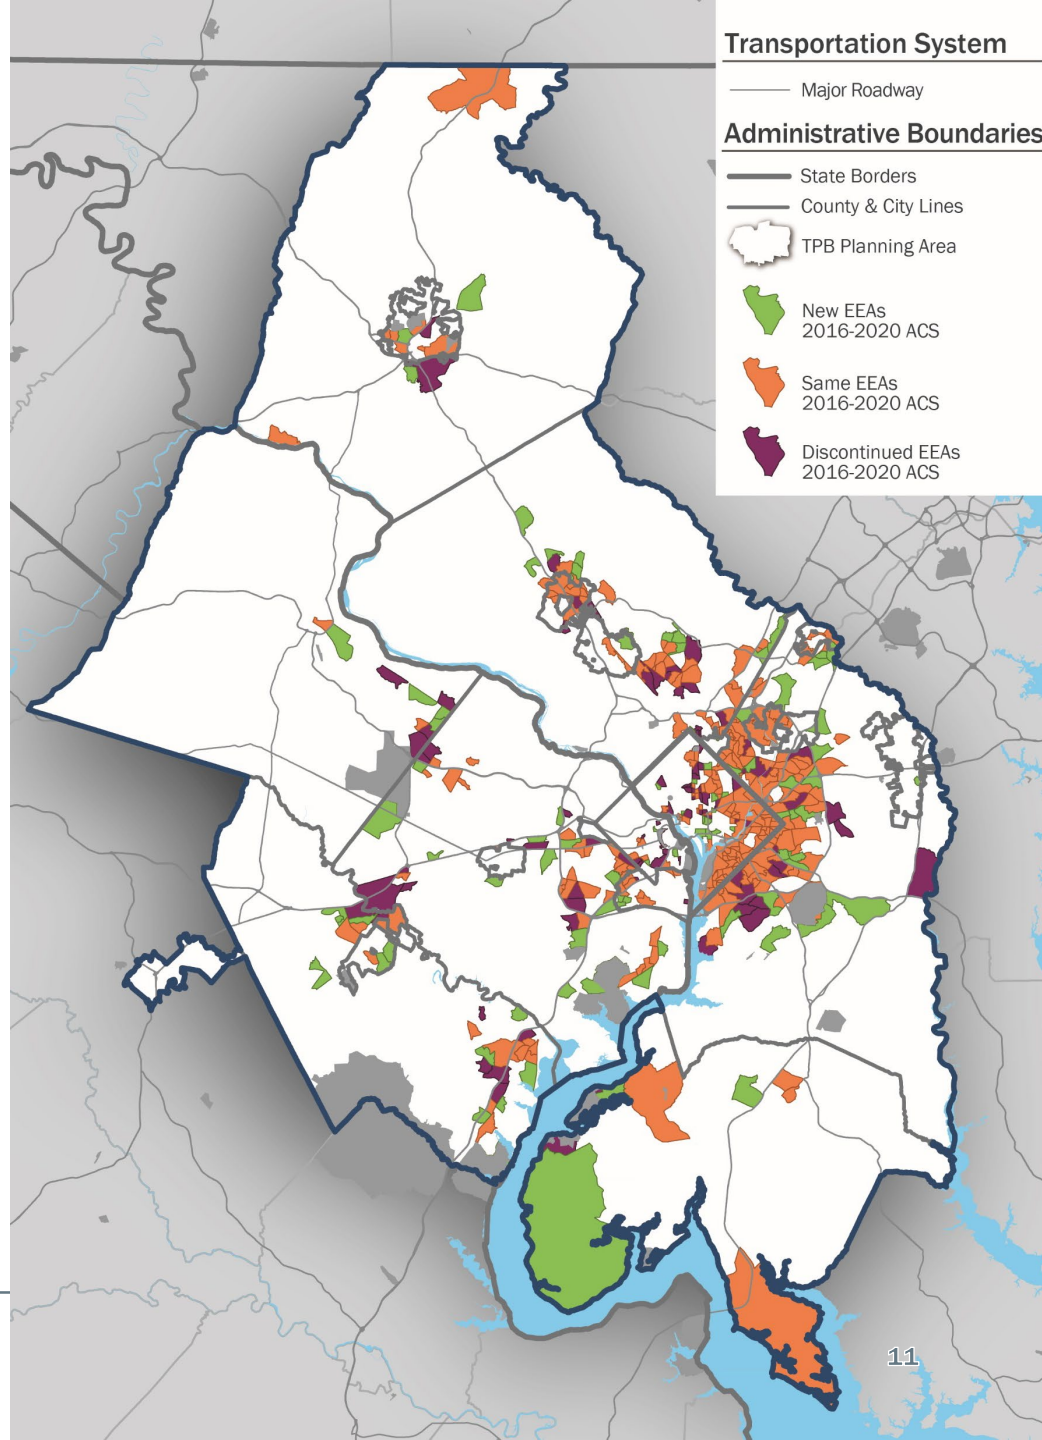 Transportation System
Major Roadway
Administrative Boundaries
State Borders
County & City Lines
TPB Planning Area
New EEAs
2016-2020 ACS
Same EEAs
2016-2020 ACS
Discontinued EEAs
2016-2020 ACS
11